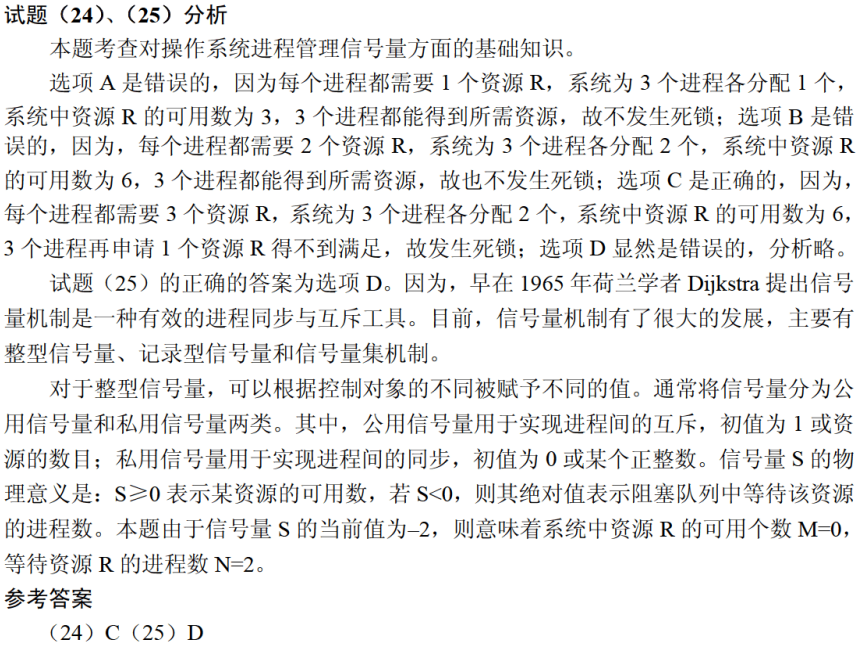 试题（24）、（25）分析
本题考查对操作系统进程管理信号量方面的基础知识。
选项 A 是错误的，因为每个进程都需要 1 个资源 R，系统为 3 个进程各分配 1 个，
系统中资源 R 的可用数为 3，3 个进程都能得到所需资源，故不发生死锁；选项 B 是错
误的，因为，每个进程都需要 2 个资源 R，系统为 3 个进程各分配 2 个，系统中资源 R
的可用数为 6，3 个进程都能得到所需资源，故也不发生死锁；选项 C 是正确的，因为，
每个进程都需要 3 个资源 R，系统为 3 个进程各分配 2 个，系统中资源 R 的可用数为 6，
3 个进程再申请 1 个资源 R 得不到满足，故发生死锁；选项 D 显然是错误的，分析略。
试题（25）的正确的答案为选项 D。因为，早在 1965 年荷兰学者 Dijkstra 提出信号
量机制是一种有效的进程同步与互斥工具。目前，信号量机制有了很大的发展，主要有
整型信号量、记录型信号量和信号量集机制。
对于整型信号量，可以根据控制对象的不同被赋予不同的值。通常将信号量分为公
用信号量和私用信号量两类。其中，公用信号量用于实现进程间的互斥，初值为 1 或资
源的数目；私用信号量用于实现进程间的同步，初值为 0 或某个正整数。信号量 S 的物
理意义是：S≥0 表示某资源的可用数，若 S<0，则其绝对值表示阻塞队列中等待该资源
的进程数。本题由于信号量 S 的当前值为–2，则意味着系统中资源 R 的可用个数 M=0，
等待资源 R 的进程数 N=2。
参考答案
（24）C（25）D